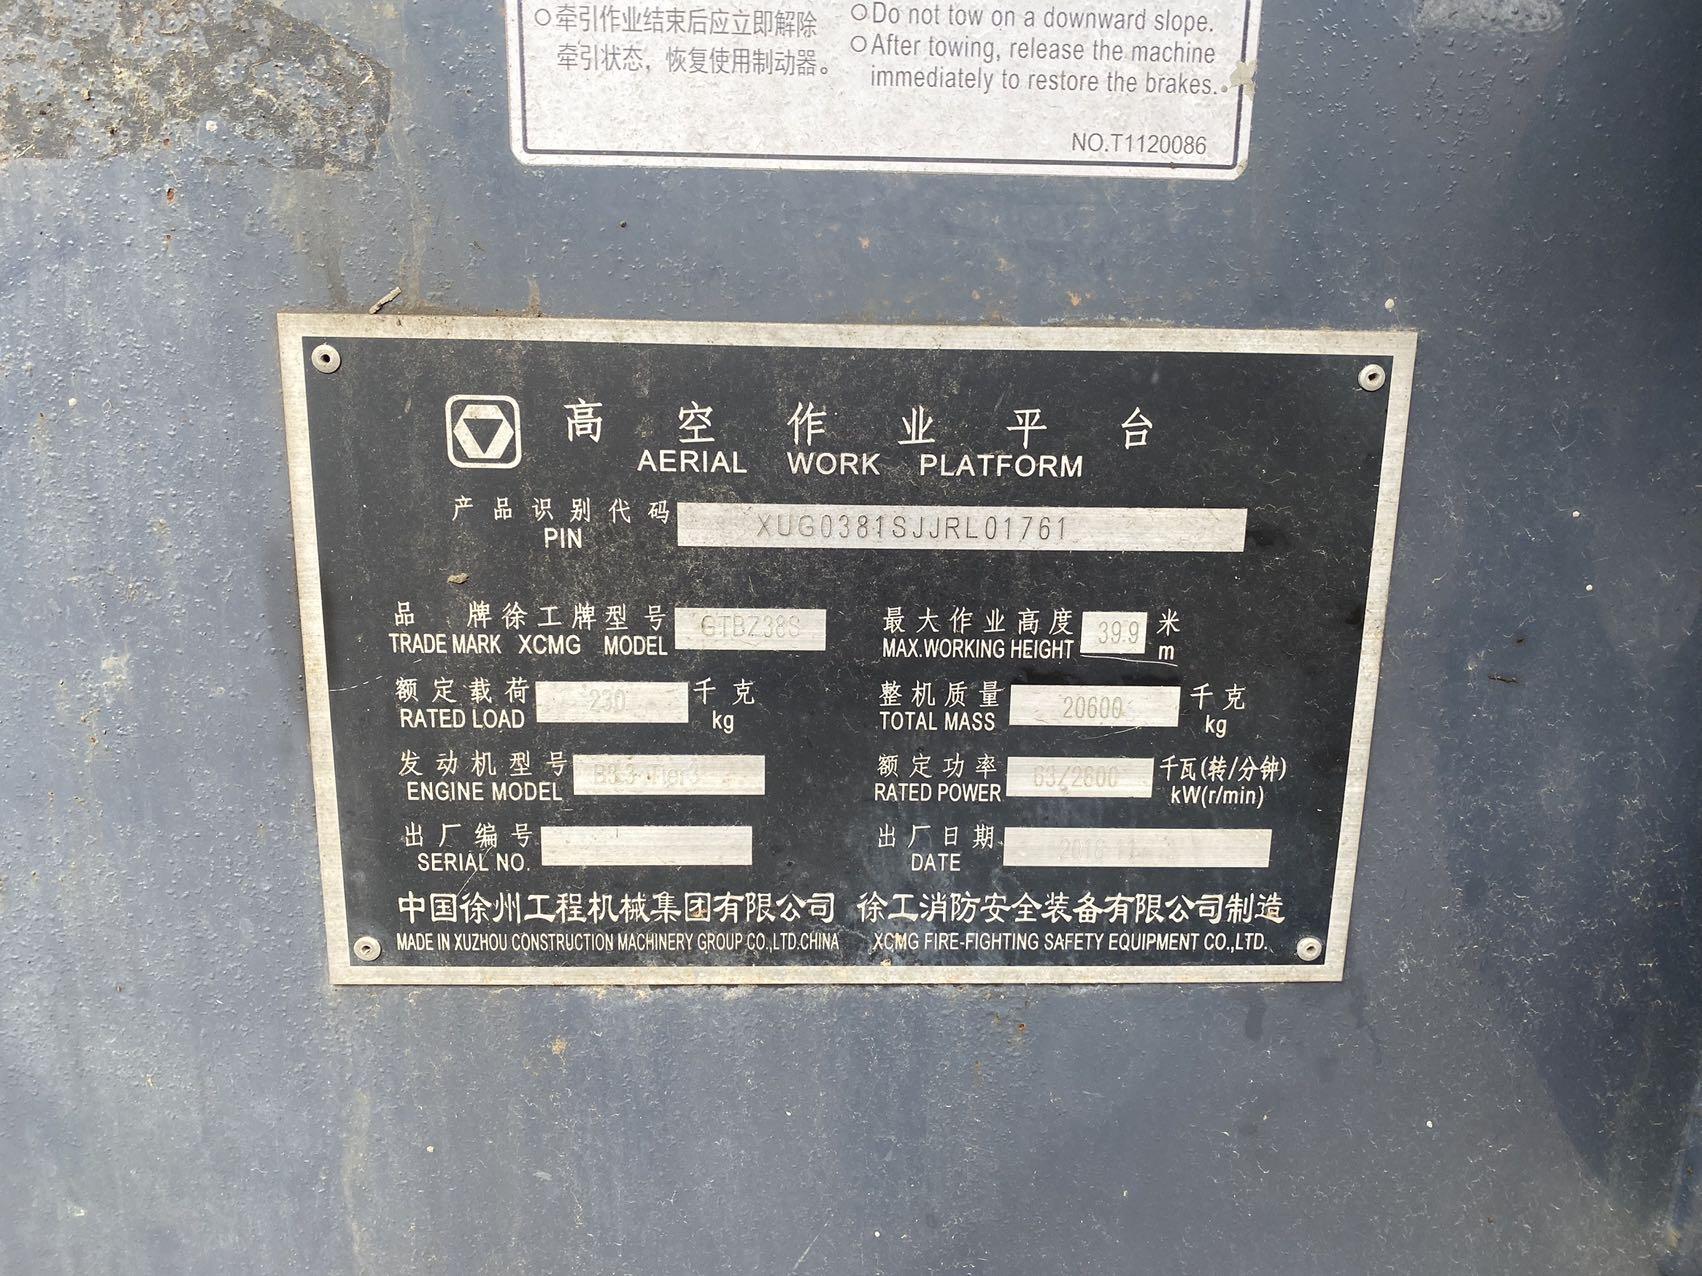 ○牵引作业结束后应立即解除
牵引状态，恢复使用制动器。
○Do not tow on a downward slope.
○After towing, release the machine
immediately to restore the brakes.
NO.T1120086
高空作业平台
AERIAL WORK PLATFORM
产品识别代码
PIN XUG0381SJJRL01761
品 牌徐工牌型号
TRADE MARK XCMG MODEL GTBZ38S
最大作业高度 39.9 米
MAX.WORKING HEIGHT m
额定载荷 230 千克
RATED LOAD kg
整机质量 20600 千克
TOTAL MASS kg
发动机型号 B3.3 Tier3
ENGINE MODEL
额定功率 63/2600 千瓦(转/分钟)
RATED POWER kW(r/min)
出厂编号
SERIAL NO.
出厂日期
DATE
中国徐州工程机械集团有限公司 徐工消防安全装备有限公司制造
MADE IN XUZHOU CONSTRUCTION MACHINERY GROUP CO.,LTD.CHINA XCMG FIRE-FIGHTING SAFETY EQUIPMENT CO.,LTD.